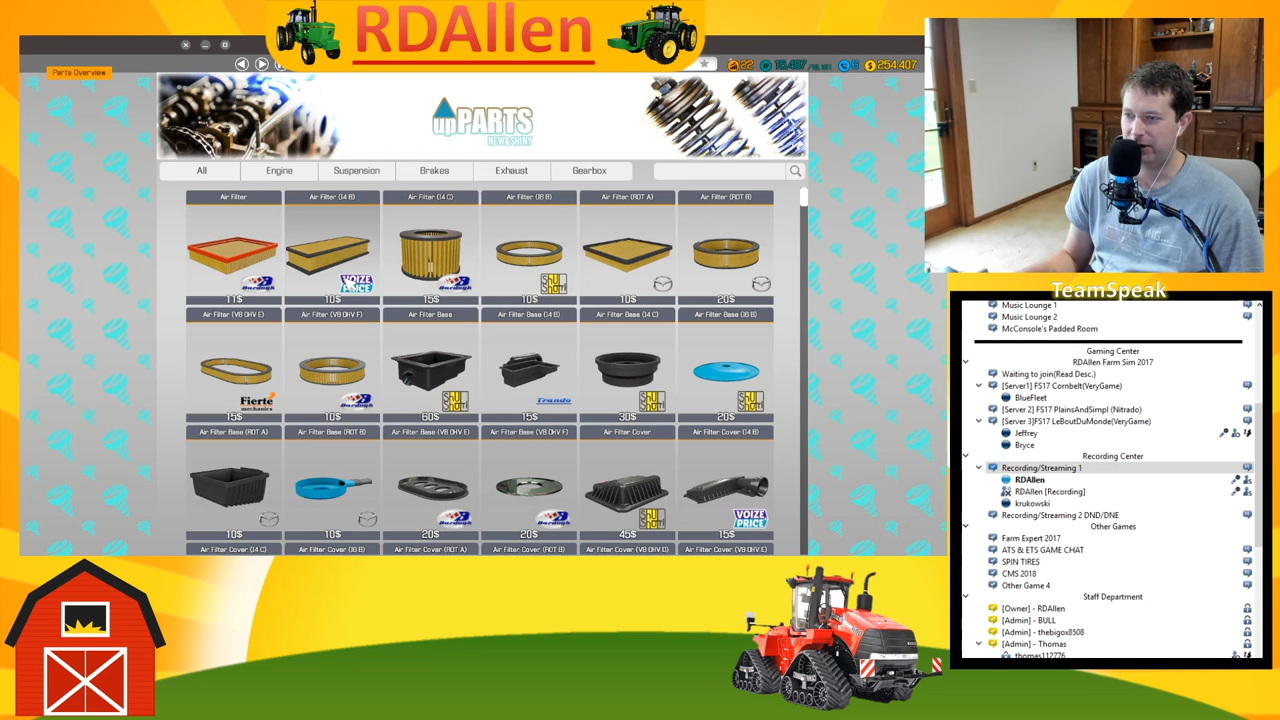 RDAllen
Parts Overview
22
6
254,407
upPARTS
NEW&SHINY
All
Engine
Suspension
Brakes
Exhaust
Gearbox
Air Filter
Air Filter (I4 B)
Air Filter (I4 C)
Air Filter (I6 B)
Air Filter (ROT A)
Air Filter (ROT B)
VOIZE
PRICE
11$
10$
15$
10$
10$
20$
Air Filter (V8 OHV E)
Air Filter (V8 OHV F)
Air Filter Base
Air Filter Base (I4 B)
Air Filter Base (I4 C)
Air Filter Base (I6 B)
Fierté
mechanics
15$
10$
60$
15$
30$
20$
Air Filter Base (ROT A)
Air Filter Base (ROT B)
Air Filter Base (V8 OHV E)
Air Filter Base (V8 OHV F)
Air Filter Cover
Air Filter Cover (I4 B)
VOIZE
PRICE
10$
10$
20$
20$
45$
15$
Air Filter Cover (I4 C)
Air Filter Cover (I6 B)
Air Filter Cover (ROT A)
Air Filter Cover (ROT B)
Air Filter Cover (V8 OHV D)
Air Filter Cover (V8 OHV E)
TeamSpeak
Music Lounge 1
Music Lounge 2
McConsole's Padded Room
Gaming Center
RDAllen Farm Sim 2017
Waiting to join(Read Desc.)
[Server1] FS17 Cornbelt(VeryGame)
BlueFleet
[Server 2] FS17 PlainsAndSimpl (Nitrado)
[Server 3]FS17 LeBoutDuMonde(VeryGame)
Jeffrey
Bryce
Recording Center
Recording/Streaming 1
RDAllen
RDAllen [Recording]
krukowski
Recording/Streaming 2 DND/DNE
Other Games
Farm Expert 2017
ATS & ETS GAME CHAT
SPIN TIRES
CMS 2018
Other Game 4
Staff Department
[Owner] - RDAllen
[Admin] - BULL
[Admin] - thebigox8508
[Admin] - Thomas
thomas112776